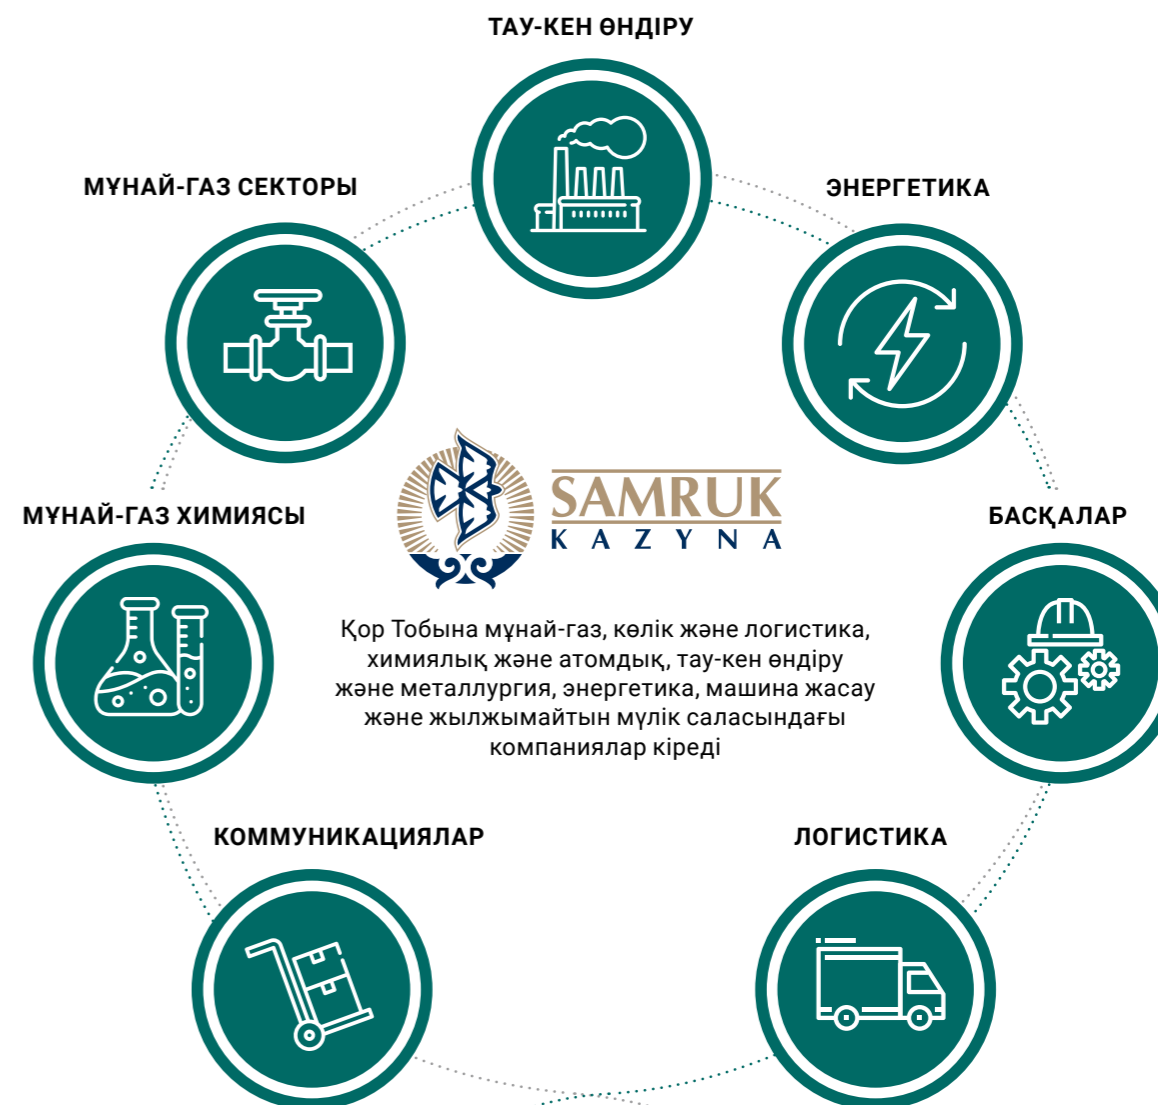 ТАУ-КЕН ӨНДІРУ
МҰНАЙ-ГАЗ СЕКТОРЫ
ЭНЕРГЕТИКА
SAMRUK
KAZYNA
МҰНАЙ-ГАЗ ХИМИЯСЫ
БАСҚАЛАР
Қор Тобына мұнай-газ, көлік және логистика,
химиялық және атомдық, тау-кен өндіру
және металлургия, энергетика, машина жасау
және жылжымайтын мүлік саласындағы
компаниялар кіреді
КОММУНИКАЦИЯЛАР
ЛОГИСТИКА